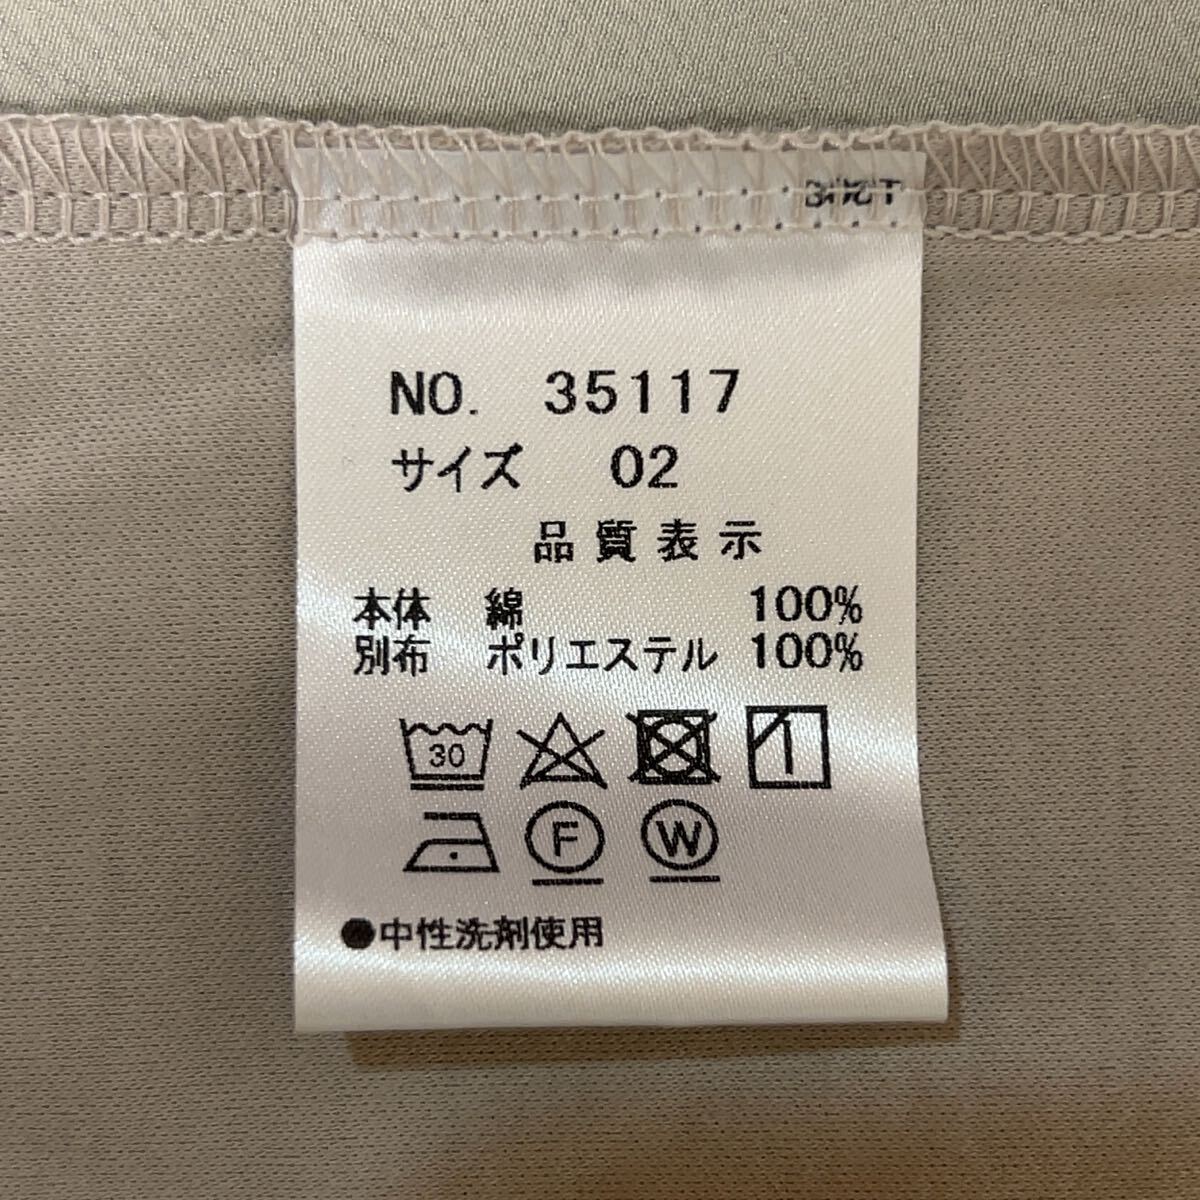 NO. 35117
サイズ 02
品質表示
本体 綿 100%
別布 ポリエステル 100%
30
F W
●中性洗剤使用